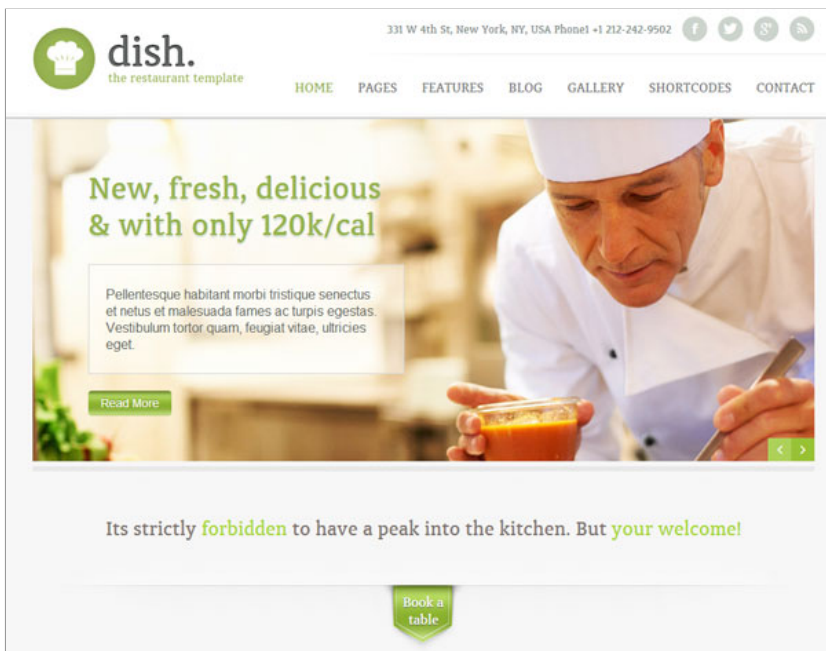 331 W 4th St, New York, NY, USA Phone1 +1 212-242-9502
dish.
the restaurant template
HOME PAGES FEATURES BLOG GALLERY SHORTCODES CONTACT
New, fresh, delicious
& with only 120k/cal
Pellentesque habitant morbi tristique senectus
et netus et malesuada fames ac turpis egestas.
Vestibulum tortor quam, feugiat vitae, ultricies
eget.
Read More
Its strictly forbidden to have a peak into the kitchen. But your welcome!
Book a
table